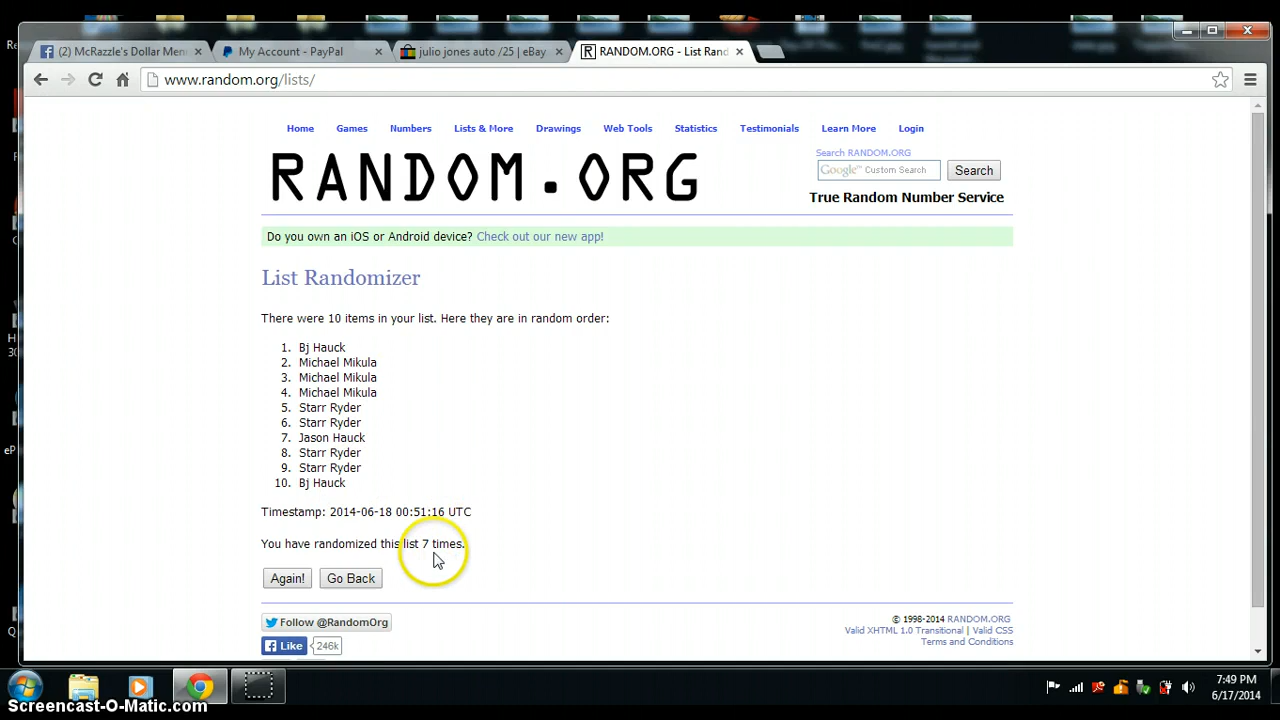 (2) McRazzle's Dollar Men
My Account - PayPal
julio jones auto /25 | eBay
RANDOM.ORG - List Rand
www.random.org/lists/
Home Games Numbers Lists & More Drawings Web Tools Statistics Testimonials Learn More Login
RANDOM.ORG
Search RANDOM.ORG
Google™ Custom Search
Search
True Random Number Service
Do you own an iOS or Android device? Check out our new app!
List Randomizer
There were 10 items in your list. Here they are in random order:
1. Bj Hauck
2. Michael Mikula
3. Michael Mikula
4. Michael Mikula
5. Starr Ryder
6. Starr Ryder
7. Jason Hauck
8. Starr Ryder
9. Starr Ryder
10. Bj Hauck
Timestamp: 2014-06-18 00:51:16 UTC
You have randomized this list 7 times.
Again! Go Back
Follow @RandomOrg
Like 246k
© 1998-2014 RANDOM.ORG
Valid XHTML 1.0 Transitional | Valid CSS
Terms and Conditions
7:49 PM
6/17/2014
Screencast-O-Matic.com